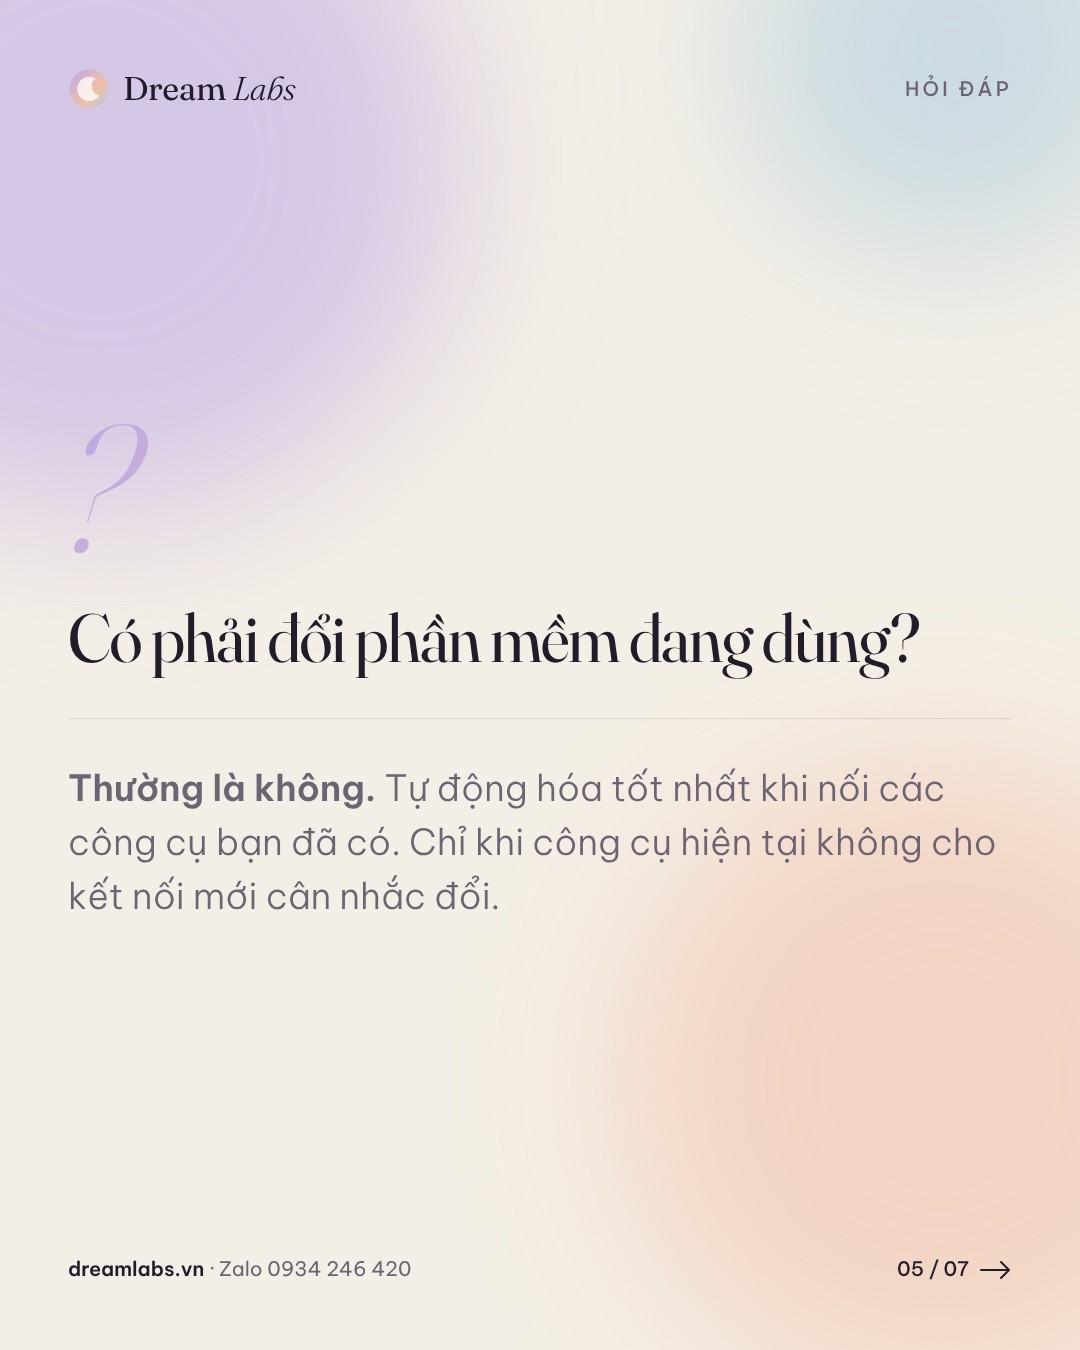 Dream Labs
HỎI ĐÁP
?
Có phải đổi phần mềm đang dùng?
Thường là không. Tự động hóa tốt nhất khi nối các
công cụ bạn đã có. Chỉ khi công cụ hiện tại không cho
kết nối mới cân nhắc đổi.
dreamlabs.vn · Zalo 0934 246 420
05 / 07 →